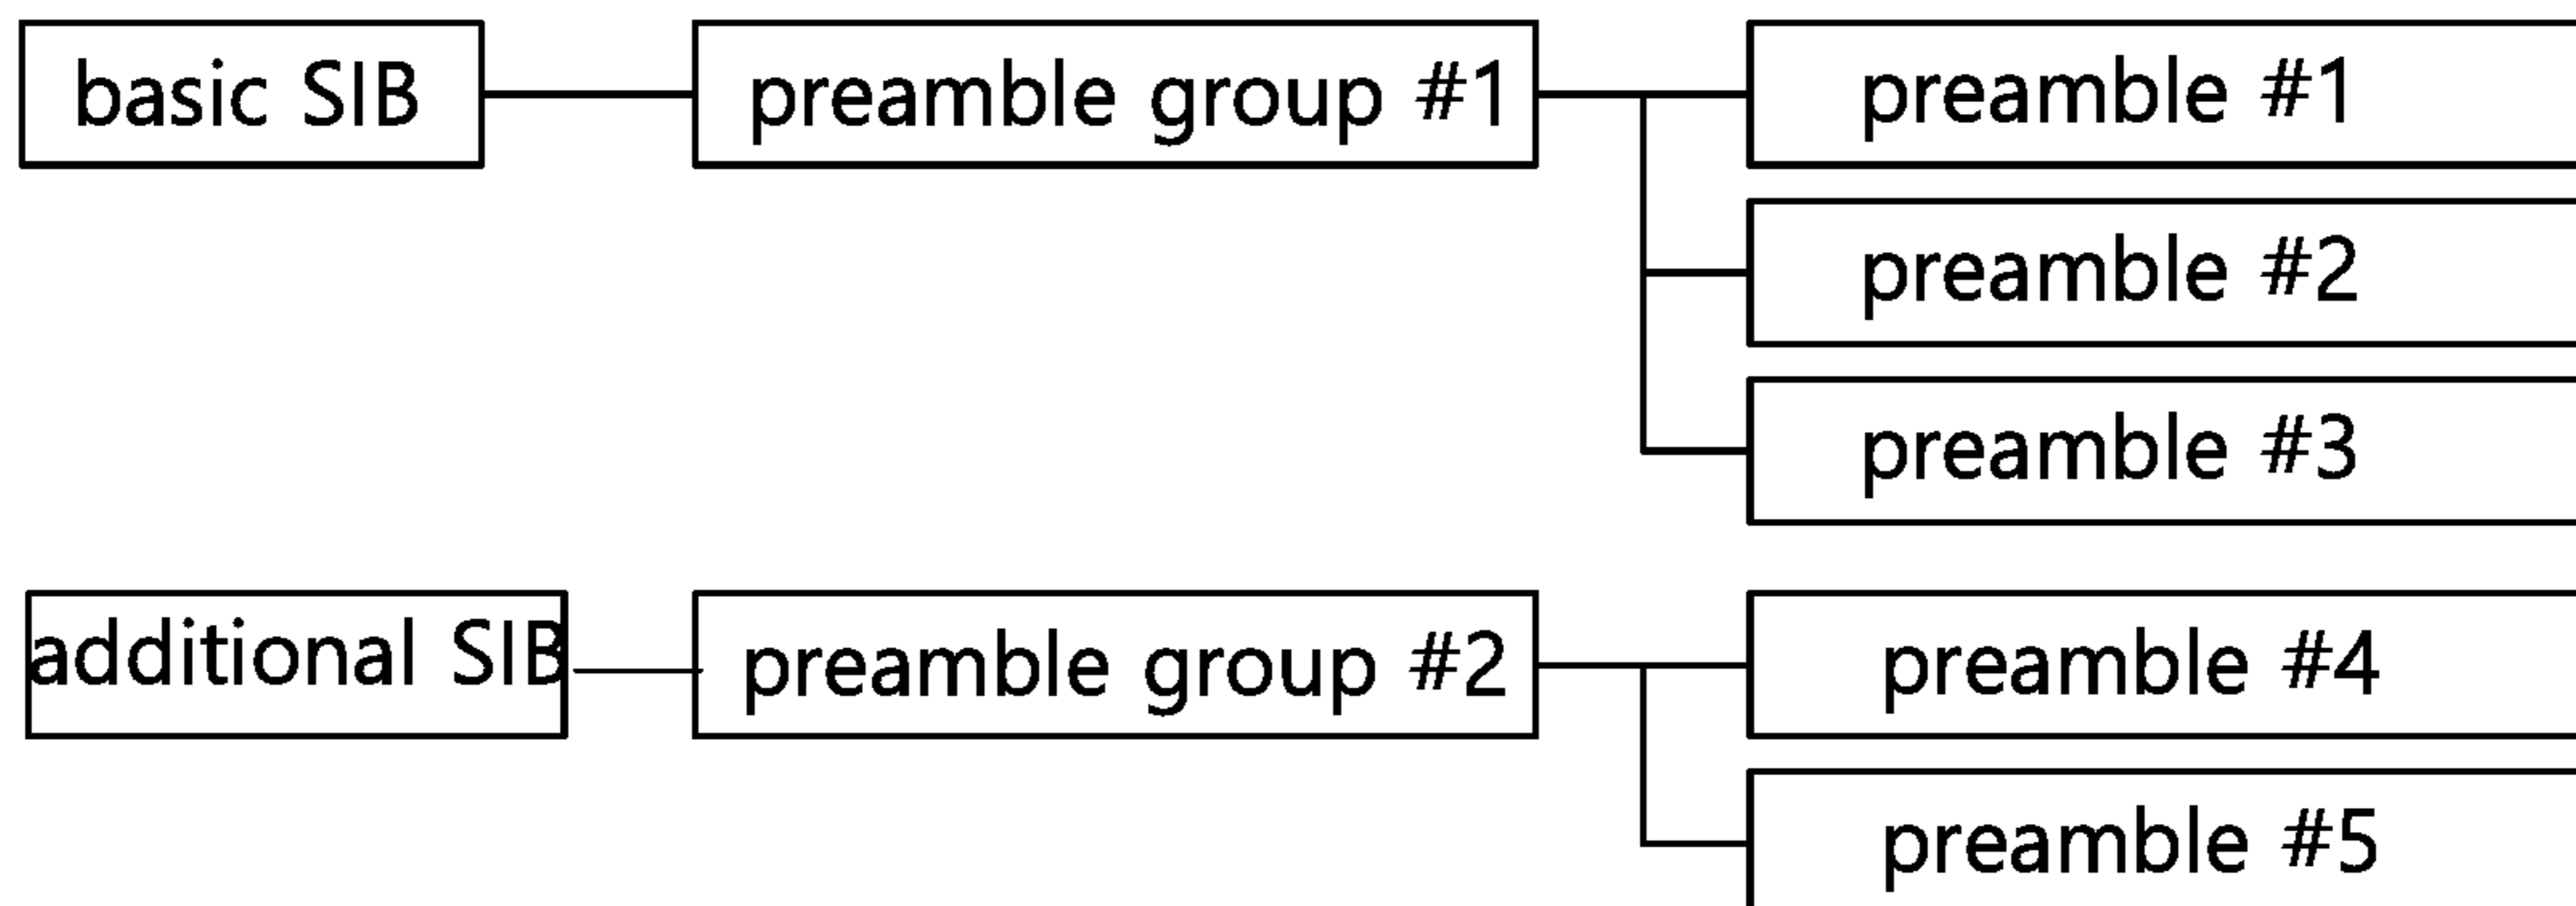 basic SIB
preamble group #1
preamble #1
preamble #2
preamble #3
additional SIB
preamble group #2
preamble #4
preamble #5